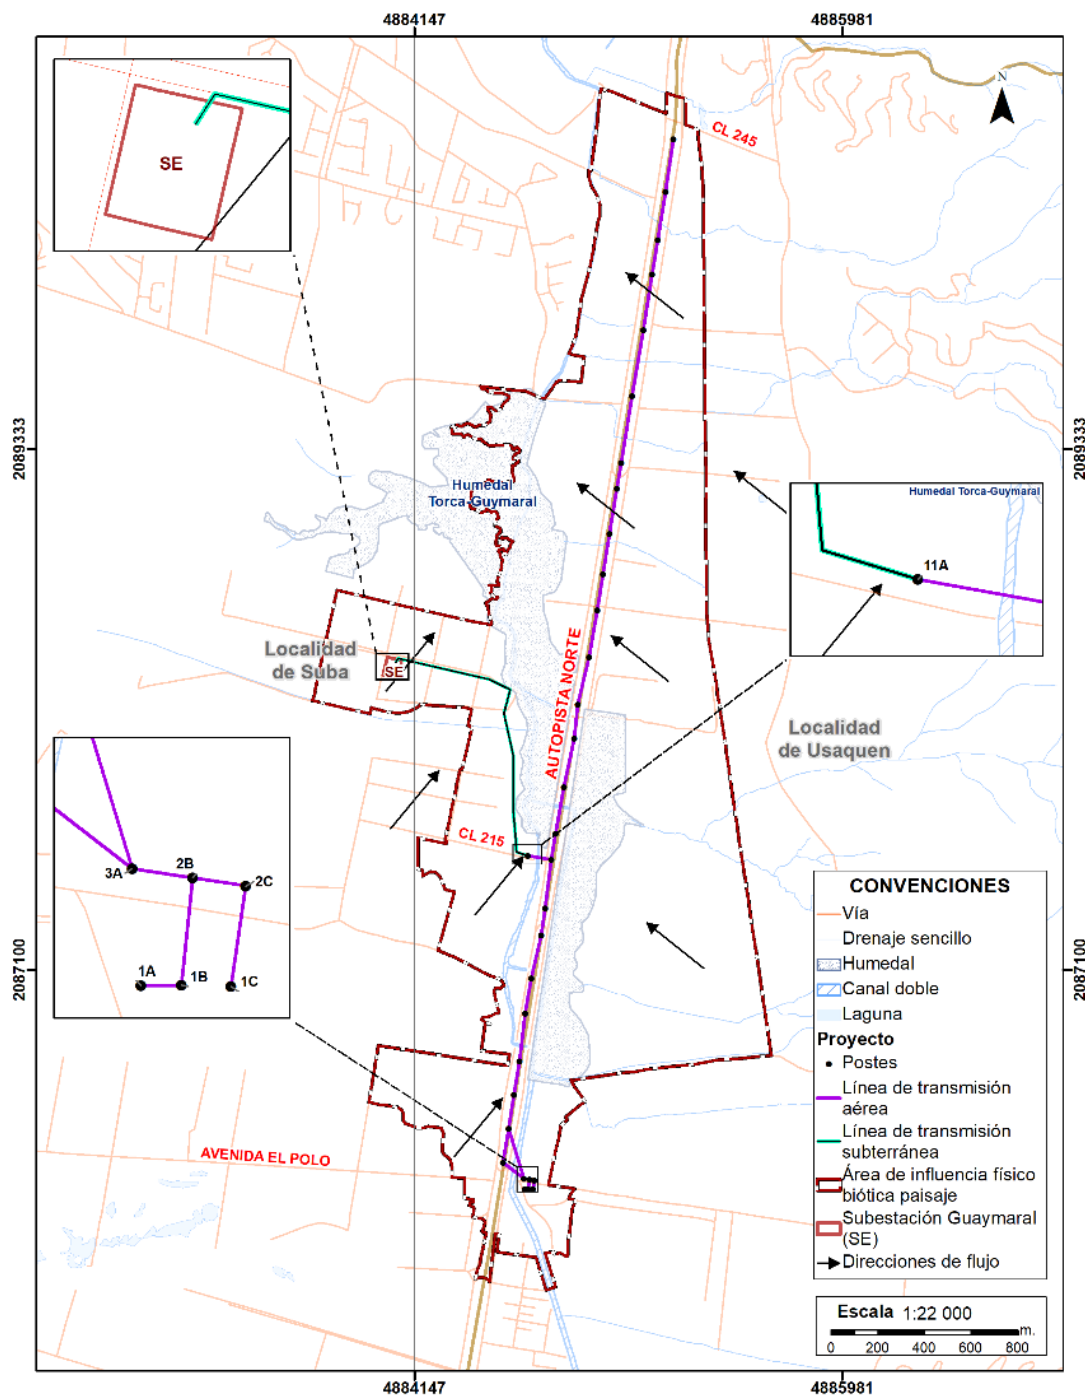 4884147
4885981
N
CL 245
SE
2089333
2089333
Humedal
Torca-Guymaral
Humedal Torca-Guymaral
11A
Localidad
de Suba
SE
AUTOPISTA NORTE
Localidad
de Usaquen
CL 215
2B
3A
2C
1A
1B
1C
2087100
2087100
AVENIDA EL POLO
CONVENCIONES
Vía
Drenaje sencillo
Humedal
Canal doble
Laguna
Proyecto
Postes
Línea de transmisión
aérea
Línea de transmisión
subterránea
Área de influencia físico
biótica paisaje
Subestación Guaymaral
(SE)
Direcciones de flujo
Escala 1:22 000
m.
0 200 400 600 800
4884147
4885981